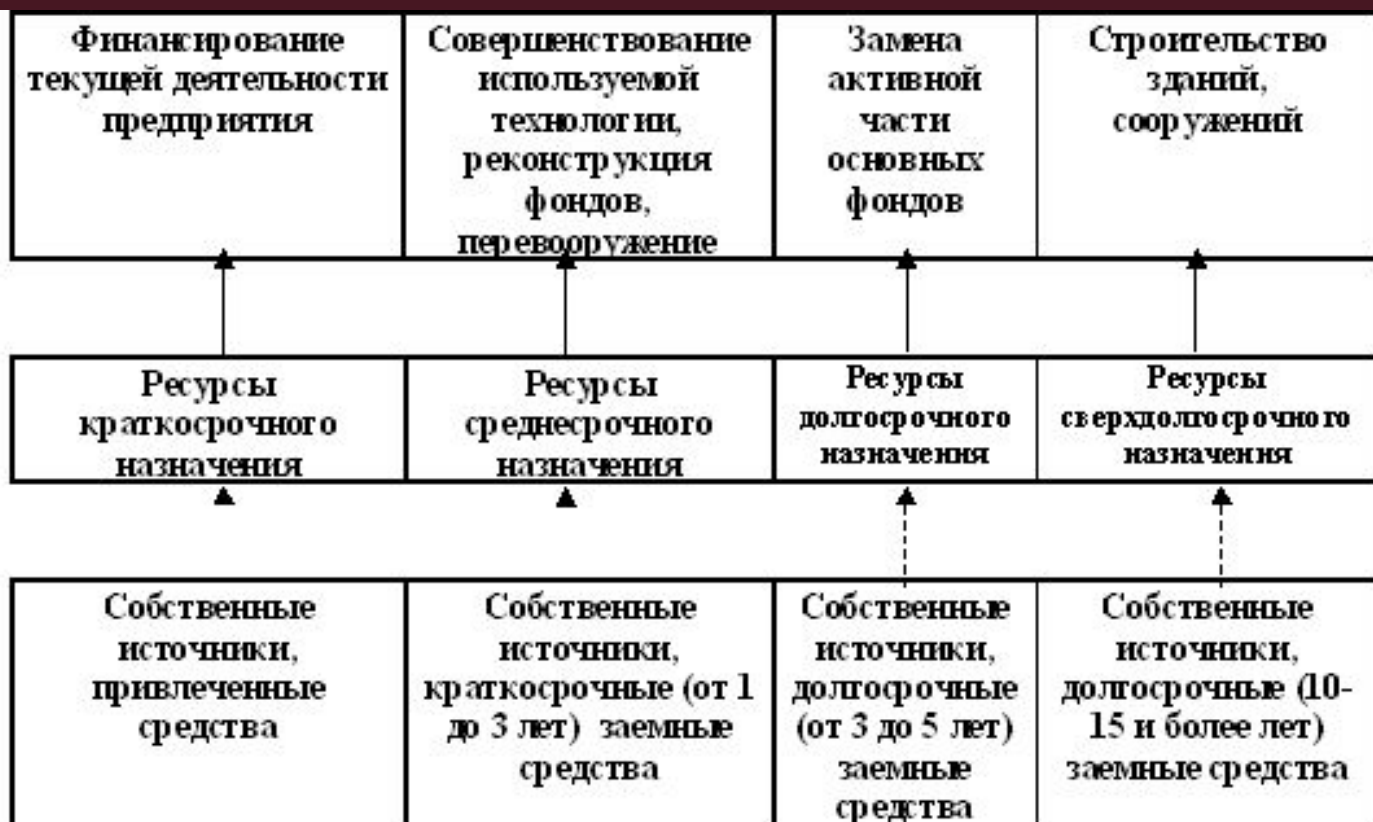 Финансирование
текущей деятельности
предприятия
Совершенствование
используемой
технологии,
реконструкция
фондов,
перевооружение
Замена
активной
части
основных
фондов
Строительство
зданий,
сооружений
Ресурсы
краткосрочного
назначения
Ресурсы
среднесрочного
назначения
Ресурсы
долгосрочного
назначения
Ресурсы
сверхдолгосрочного
назначения
Собственные
источники,
привлеченные
средства
Собственные
источники,
краткосрочные (от 1
до 3 лет) заемные
средства
Собственные
источники,
долгосрочные
(от 3 до 5 лет)
заемные
средства
Собственные
источники,
долгосрочные (10-
15 и более лет)
заемные средства